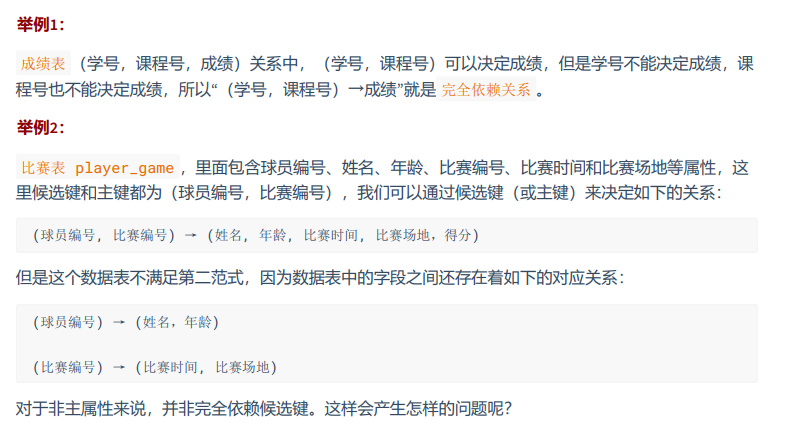 举例1：
成绩表 （学号，课程号，成绩）关系中，（学号，课程号）可以决定成绩，但是学号不能决定成绩，课
程号也不能决定成绩，所以“（学号，课程号）→成绩”就是 完全依赖关系 。
举例2：
比赛表 player_game ，里面包含球员编号、姓名、年龄、比赛编号、比赛时间和比赛场地等属性，这
里候选键和主键都为（球员编号，比赛编号），我们可以通过候选键（或主键）来决定如下的关系：
(球员编号, 比赛编号) → (姓名, 年龄, 比赛时间, 比赛场地，得分)
但是这个数据表不满足第二范式，因为数据表中的字段之间还存在着如下的对应关系：
(球员编号) → (姓名，年龄)
(比赛编号) → (比赛时间, 比赛场地)
对于非主属性来说，并非完全依赖候选键。这样会产生怎样的问题呢？